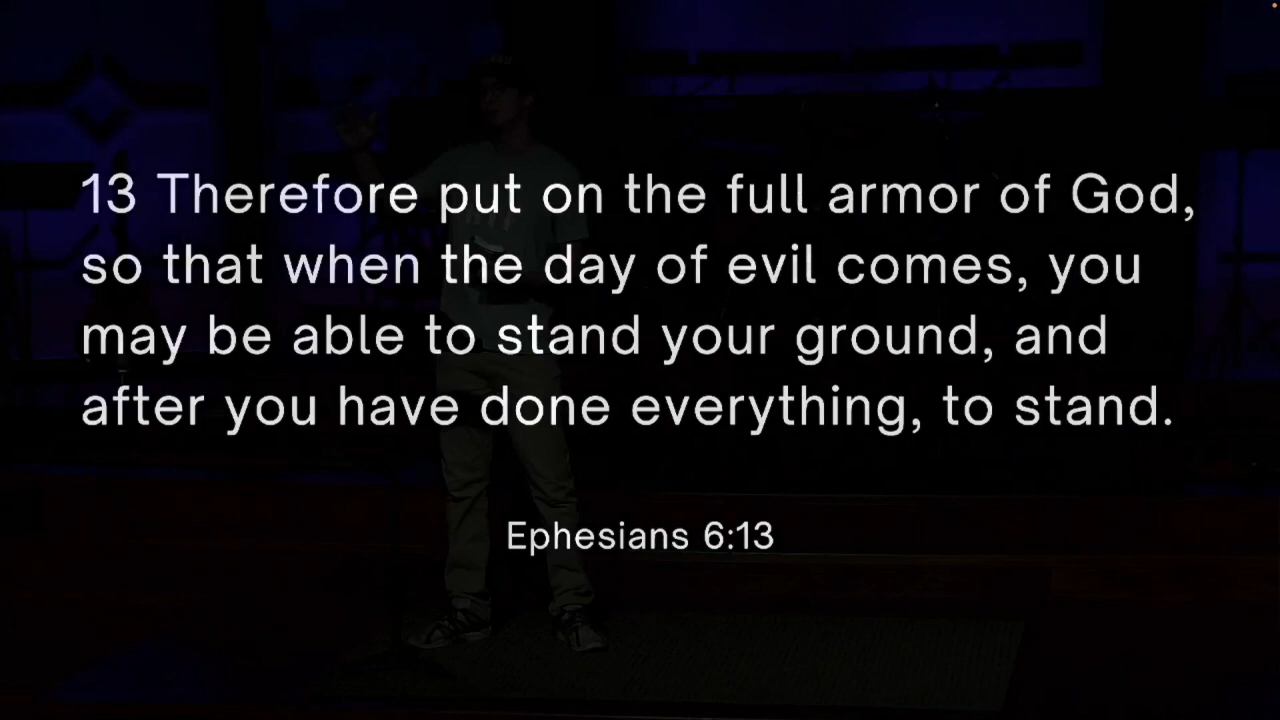 13 Therefore put on the full armor of God,
so that when the day of evil comes, you
may be able to stand your ground, and
after you have done everything, to stand.
Ephesians 6:13